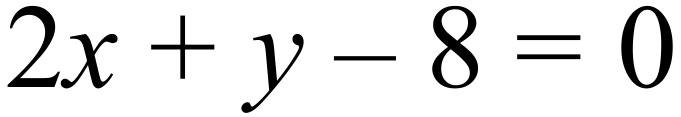 2x + y − 8 = 0